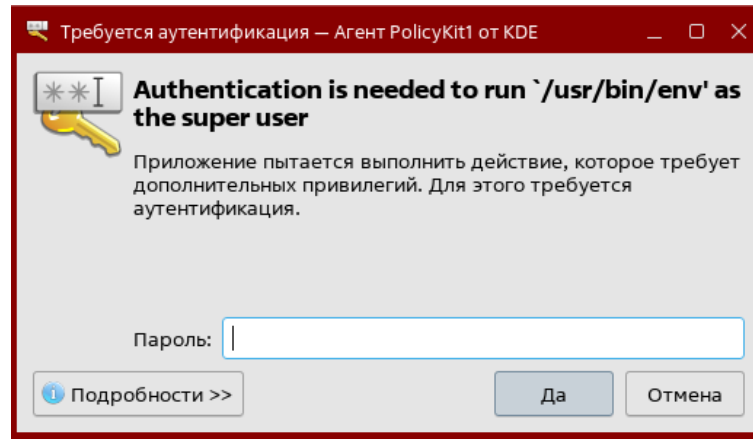 Требуется аутентификация — Агент PolicyKit1 от KDE
Authentication is needed to run `/usr/bin/env' as
the super user
Приложение пытается выполнить действие, которое требует
дополнительных привилегий. Для этого требуется
аутентификация.
Пароль:
Подробности >>
Да
Отмена